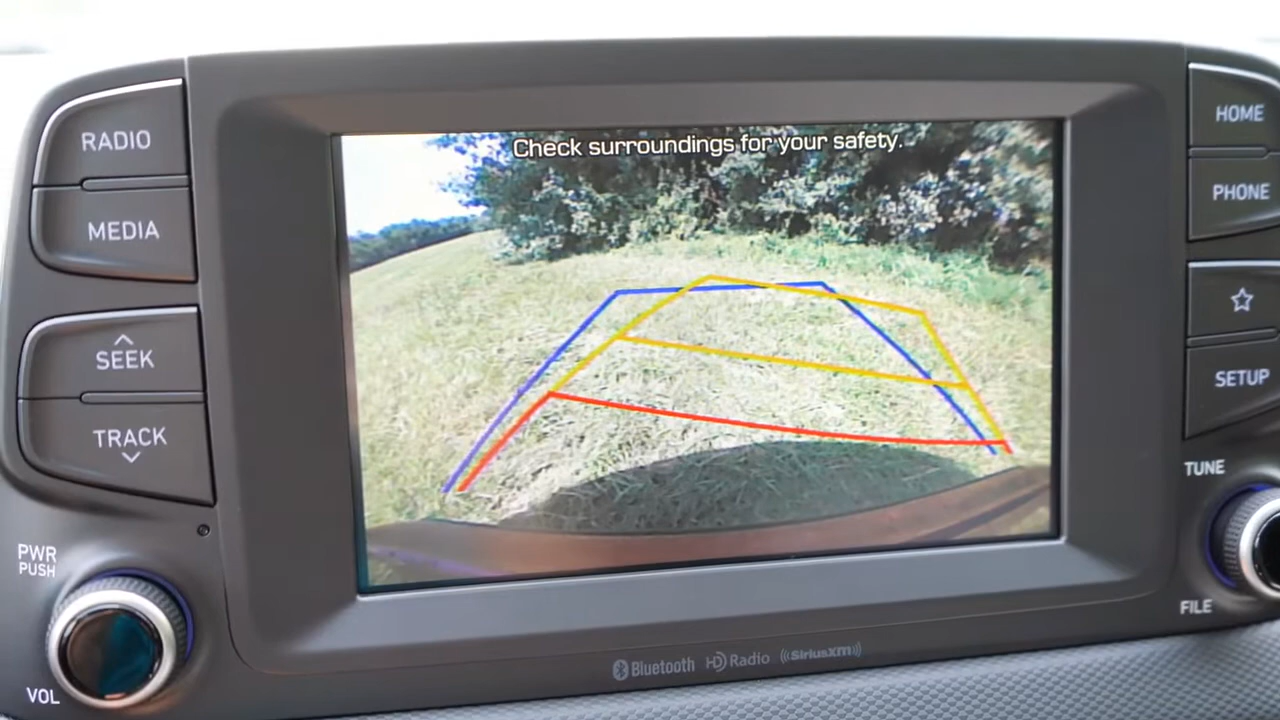 RADIO
MEDIA
SEEK
TRACK
PWR
PUSH
VOL
Check surroundings for your safety.
HOME
PHONE
SETUP
TUNE
FILE
Bluetooth HD Radio SiriusXM